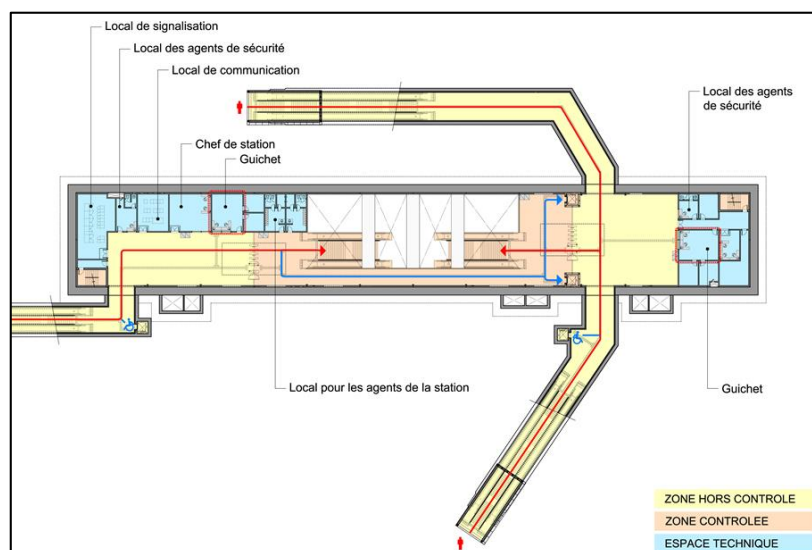 Local de signalisation
Local des agents de sécurité
Local de communication
Chef de station
Guichet
Local des agents
de sécurité
Local pour les agents de la station
Guichet
ZONE HORS CONTROLE
ZONE CONTROLEE
ESPACE TECHNIQUE